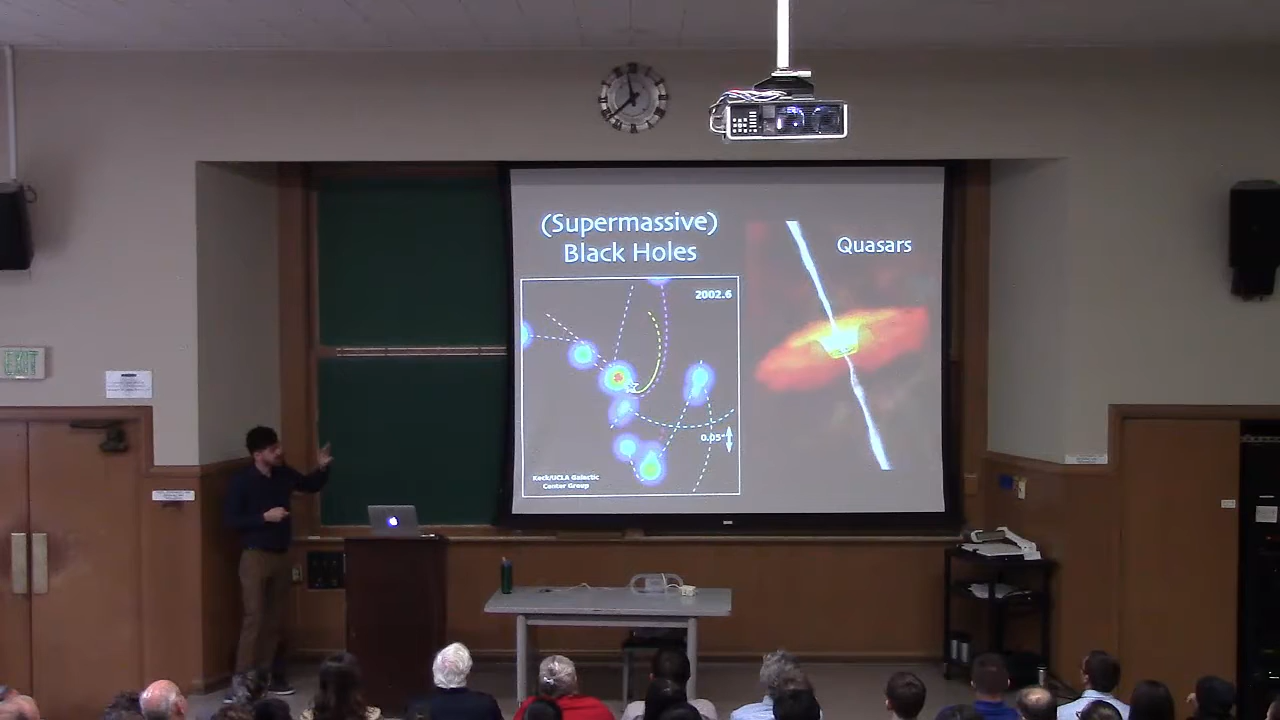 (Supermassive)
Black Holes
Quasars
2002.6
0.05"
Keck/UCLA Galactic
Center Group
EXIT